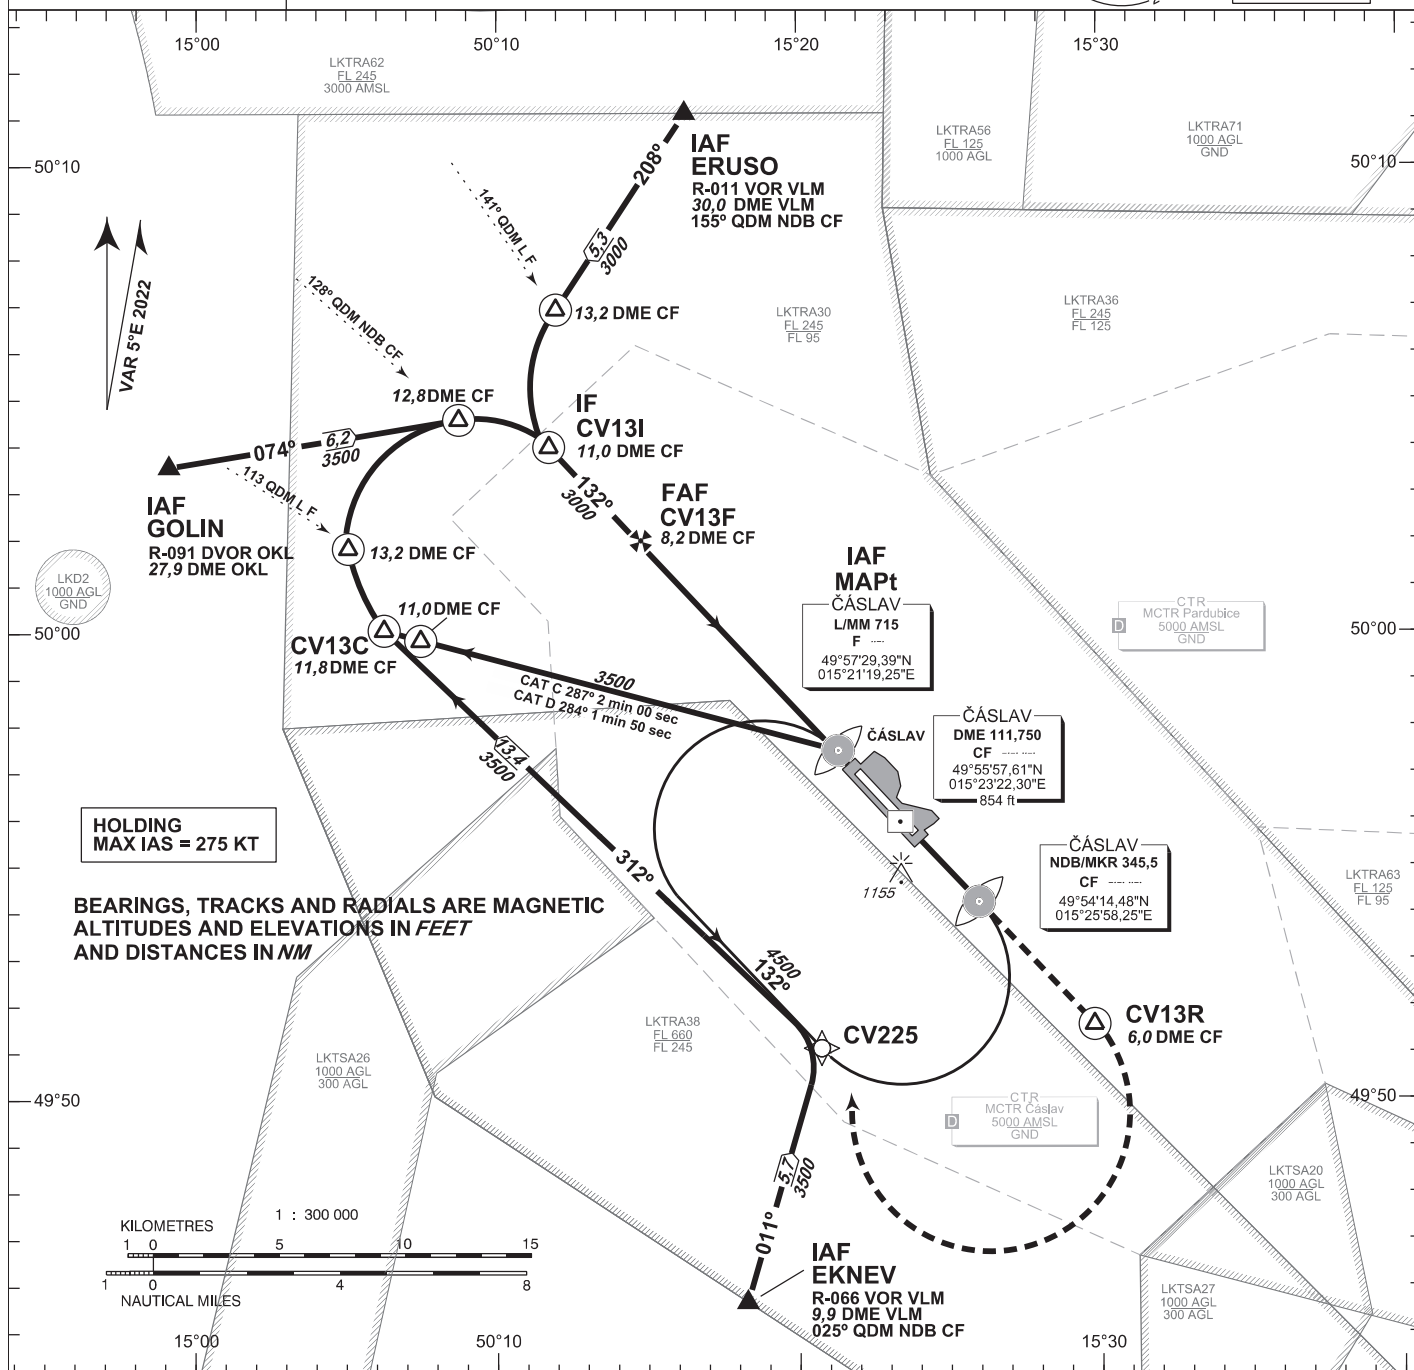 15°00
50°10
15°20
15°30
LKTRA62
FL 245
3000 AMSL
LKTRA56
FL 125
1000 AGL
LKTRA71
1000 AGL
GND
50°10
50°10
IAF
ERUSO
R-011 VOR VLM
30,0 DME VLM
155° QDM NDB CF
208°
5,3
3000
141° QDM L F
128° QDM NDB CF
VAR 5°E 2022
13,2 DME CF
LKTRA30
FL 245
FL 95
LKTRA36
FL 245
FL 125
12,8 DME CF
IF
CV13I
11,0 DME CF
074°
6,2
3500
113 QDM L F
IAF
GOLIN
R-091 DVOR OKL
27,9 DME OKL
132°
3000
FAF
CV13F
8,2 DME CF
13,2 DME CF
LKD2
1000 AGL
GND
IAF
MAPt
ČÁSLAV
L/MM 715
F ··–·
49°57'29,39"N
015°21'19,25"E
CTR
MCTR Pardubice
D
5000 AMSL
GND
50°00
50°00
11,0 DME CF
CV13C
11,8 DME CF
3500
CAT C 287° 2 min 00 sec
CAT D 284° 1 min 50 sec
ČÁSLAV
ČÁSLAV
DME 111,750
CF –·–· ··–·
49°55'57,61"N
015°23'22,30"E
854 ft
13,4
3500
HOLDING
MAX IAS = 275 KT
312°
1155
ČÁSLAV
NDB/MKR 345,5
CF –·–· ··–·
49°54'14,48"N
015°25'58,25"E
LKTRA63
FL 125
FL 95
BEARINGS, TRACKS AND RADIALS ARE MAGNETIC
ALTITUDES AND ELEVATIONS IN FEET
AND DISTANCES IN NM
4500
132°
CV225
CV13R
6,0 DME CF
LKTRA38
FL 660
FL 245
LKTSA26
1000 AGL
300 AGL
49°50
49°50
CTR
MCTR Čáslav
D
5000 AMSL
GND
5,7
3500
LKTSA20
1000 AGL
300 AGL
011°
IAF
EKNEV
R-066 VOR VLM
9,9 DME VLM
025° QDM NDB CF
LKTSA27
1000 AGL
300 AGL
1 : 300 000
KILOMETRES
1 0 5 10 15
1 0 4 8
NAUTICAL MILES
15°00
50°10
15°30